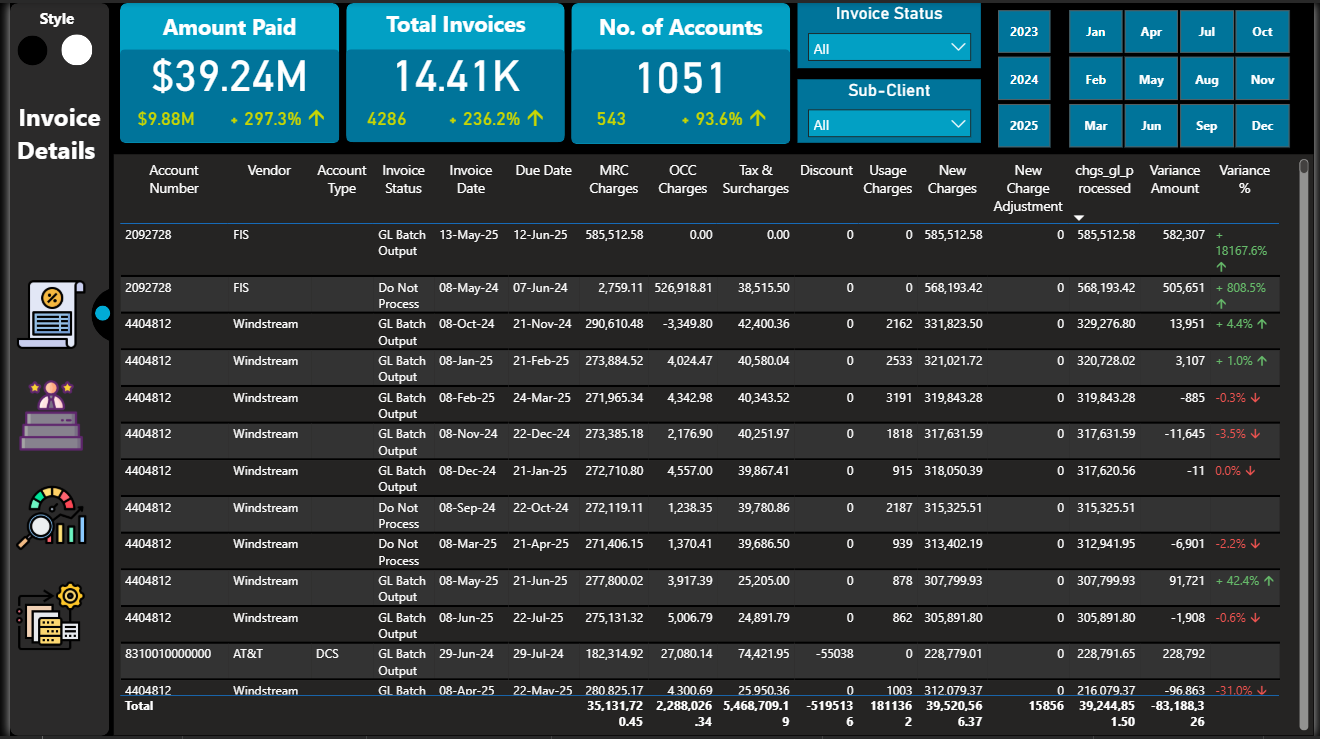 Style
Invoice
Details
Amount Paid
$39.24M
$9.88M + 297.3% ↑
Total Invoices
14.41K
4286 + 236.2% ↑
No. of Accounts
1051
543 + 93.6% ↑
Invoice Status
All
Sub-Client
All
2023 Jan Apr Jul Oct
2024 Feb May Aug Nov
2025 Mar Jun Sep Dec
Account Vendor Account Invoice Invoice Due Date MRC OCC Tax & Discount Usage New New chgs_gl_p Variance Variance
Number Type Status Date Charges Charges Surcharges Charges Charges Charge rocessed Amount %
Adjustment
2092728 FIS GL Batch 13-May-25 12-Jun-25 585,512.58 0.00 0.00 0 0 585,512.58 0 585,512.58 582,307 +
Output 18167.6%
↑
2092728 FIS Do Not 08-May-24 07-Jun-24 2,759.11 526,918.81 38,515.50 0 0 568,193.42 0 568,193.42 505,651 + 808.5%
Process ↑
4404812 Windstream GL Batch 08-Oct-24 21-Nov-24 290,610.48 -3,349.80 42,400.36 0 2162 331,823.50 0 329,276.80 13,951 + 4.4% ↑
Output
4404812 Windstream GL Batch 08-Jan-25 21-Feb-25 273,884.52 4,024.47 40,580.04 0 2533 321,021.72 0 320,728.02 3,107 + 1.0% ↑
Output
4404812 Windstream GL Batch 08-Feb-25 24-Mar-25 271,965.34 4,342.98 40,343.52 0 3191 319,843.28 0 319,843.28 -885 -0.3% ↓
Output
4404812 Windstream GL Batch 08-Nov-24 22-Dec-24 273,385.18 2,176.90 40,251.97 0 1818 317,631.59 0 317,631.59 -11,645 -3.5% ↓
Output
4404812 Windstream GL Batch 08-Dec-24 21-Jan-25 272,710.80 4,557.00 39,867.41 0 915 318,050.39 0 317,620.56 -11 0.0% ↓
Output
4404812 Windstream Do Not 08-Sep-24 22-Oct-24 272,119.11 1,238.35 39,780.86 0 2187 315,325.51 0 315,325.51
Process
4404812 Windstream Do Not 08-Mar-25 21-Apr-25 271,406.15 1,370.41 39,686.50 0 939 313,402.19 0 312,941.95 -6,901 -2.2% ↓
Process
4404812 Windstream GL Batch 08-May-25 21-Jun-25 277,800.02 3,917.39 25,205.00 0 878 307,799.93 0 307,799.93 91,721 + 42.4% ↑
Output
4404812 Windstream GL Batch 08-Jun-25 22-Jul-25 275,131.32 5,006.79 24,891.79 0 862 305,891.80 0 305,891.80 -1,908 -0.6% ↓
Output
8310010000000 AT&T DCS GL Batch 29-Jun-24 29-Jul-24 182,314.92 27,080.14 74,421.95 -55038 0 228,779.01 0 228,791.65 228,792
Output
4404812 Windstream GL Batch 08-Apr-25 22-May-25 280,825.17 4,300.69 25,950.36 0 1003 312,079.37 0 216,079.37 -96,863 -31.0% ↓
Total 35,131,72 2,288,026 5,468,709.1 -519513 181136 39,520,56 15856 39,244,85 -83,188,3
0.45 .34 9 6 2 6.37 1.50 26